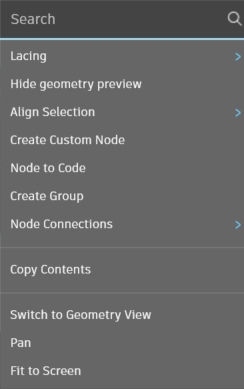 Search
Lacing
Hide geometry preview
Align Selection
Create Custom Node
Node to Code
Create Group
Node Connections
Copy Contents
Switch to Geometry View
Pan
Fit to Screen